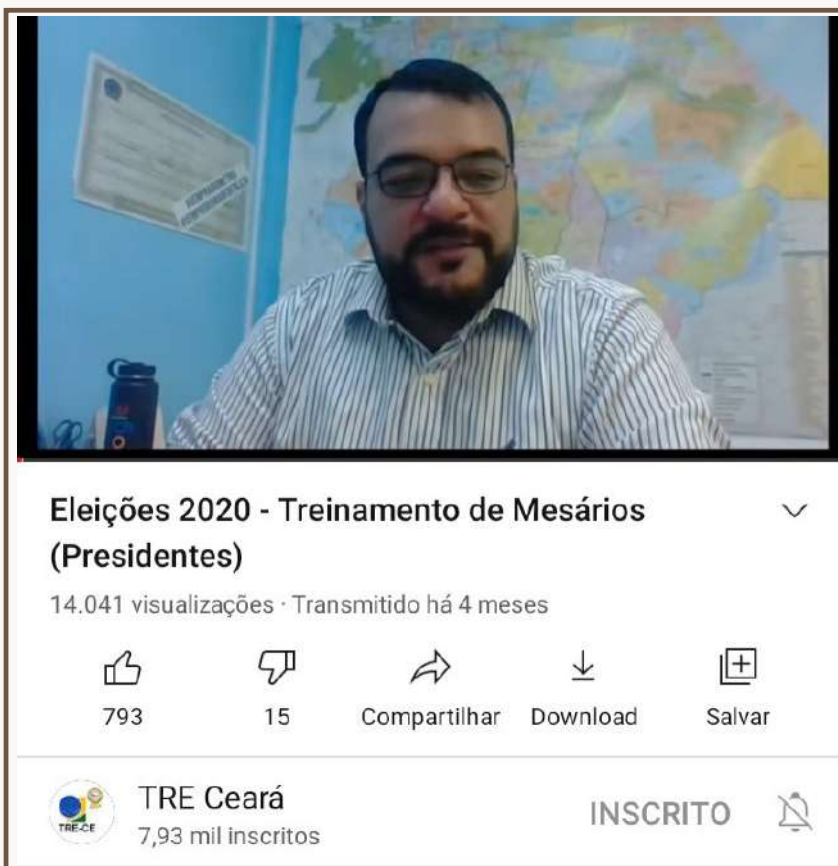 Eleições 2020 - Treinamento de Mesários
(Presidentes)
14.041 visualizações · Transmitido há 4 meses
793
15
Compartilhar
Download
Salvar
TRE-CE
TRE Ceará
7,93 mil inscritos
INSCRITO